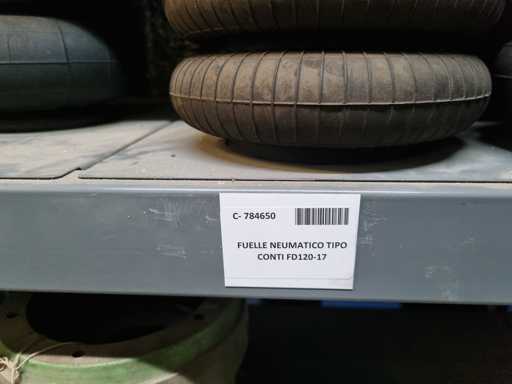 C- 784650
FUELLE NEUMATICO TIPO
CONTI FD120-17